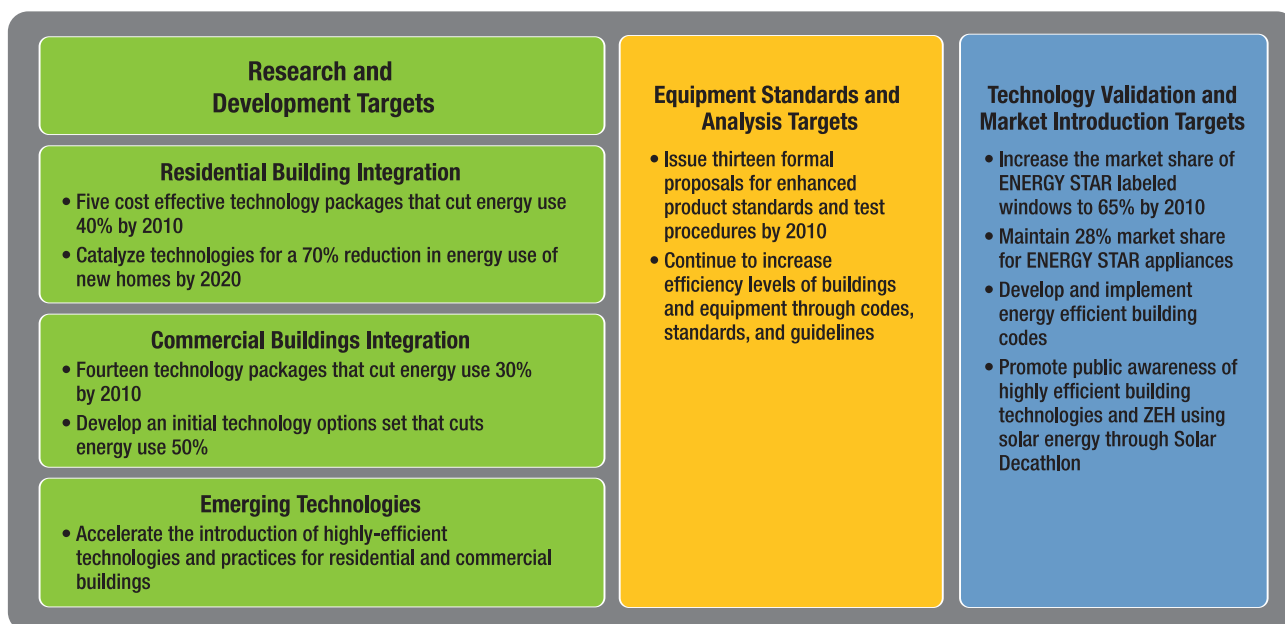 Research and
Development Targets
Residential Building Integration
• Five cost effective technology packages that cut energy use
40% by 2010
• Catalyze technologies for a 70% reduction in energy use of
new homes by 2020
Commercial Buildings Integration
• Fourteen technology packages that cut energy use 30%
by 2010
• Develop an initial technology options set that cuts
energy use 50%
Emerging Technologies
• Accelerate the introduction of highly-efficient
technologies and practices for residential and commercial
buildings
Equipment Standards and
Analysis Targets
• Issue thirteen formal
proposals for enhanced
product standards and test
procedures by 2010
• Continue to increase
efficiency levels of buildings
and equipment through codes,
standards, and guidelines
Technology Validation and
Market Introduction Targets
• Increase the market share of
ENERGY STAR labeled
windows to 65% by 2010
• Maintain 28% market share
for ENERGY STAR appliances
• Develop and implement
energy efficient building
codes
• Promote public awareness of
highly efficient building
technologies and ZEH using
solar energy through Solar
Decathlon